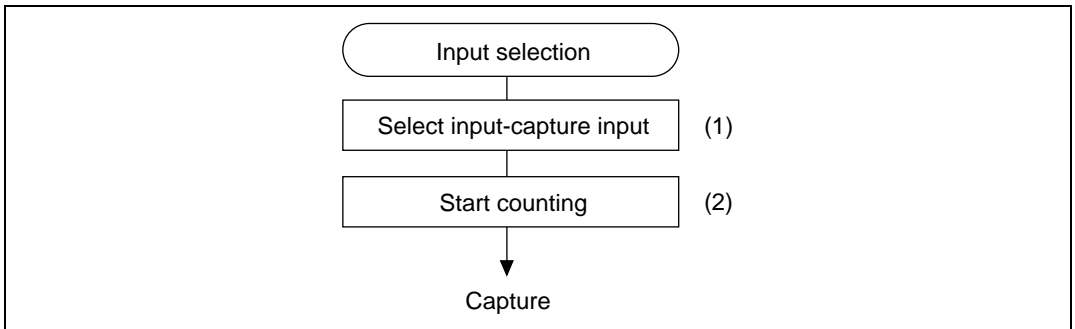 Input selection
Select input-capture input (1)
Start counting (2)
Capture